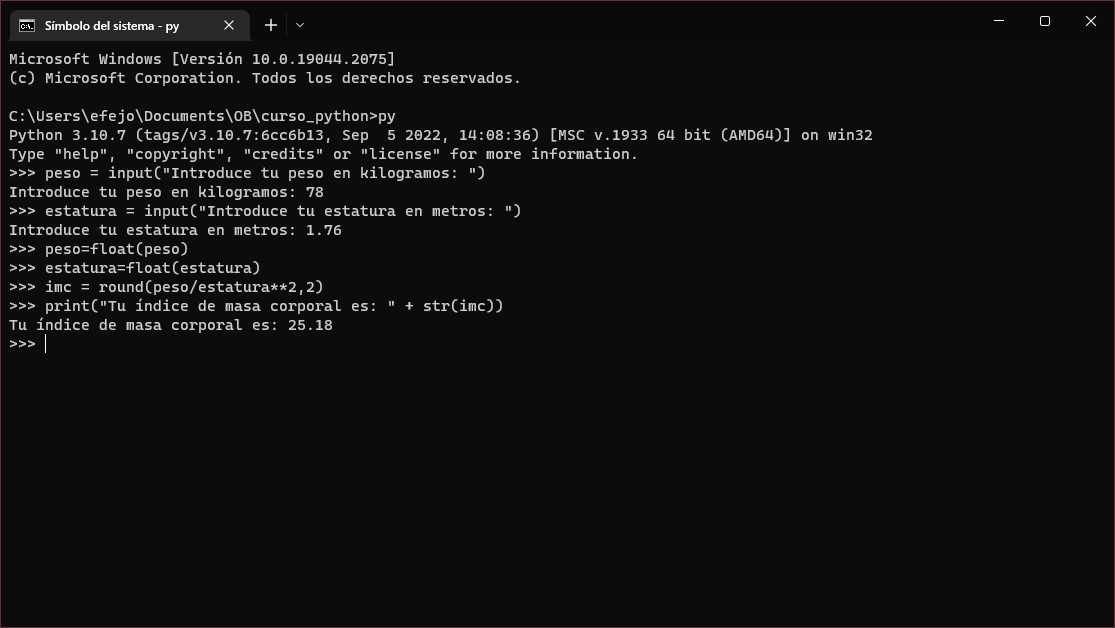 Símbolo del sistema - py
Microsoft Windows [Versión 10.0.19044.2075]
(c) Microsoft Corporation. Todos los derechos reservados.
C:\Users\efejo\Documents\OB\curso_python>py
Python 3.10.7 (tags/v3.10.7:6cc6b13, Sep  5 2022, 14:08:36) [MSC v.1933 64 bit (AMD64)] on win32
Type "help", "copyright", "credits" or "license" for more information.
>>> peso = input("Introduce tu peso en kilogramos: ")
Introduce tu peso en kilogramos: 78
>>> estatura = input("Introduce tu estatura en metros: ")
Introduce tu estatura en metros: 1.76
>>> peso=float(peso)
>>> estatura=float(estatura)
>>> imc = round(peso/estatura**2,2)
>>> print("Tu índice de masa corporal es: " + str(imc))
Tu índice de masa corporal es: 25.18
>>>